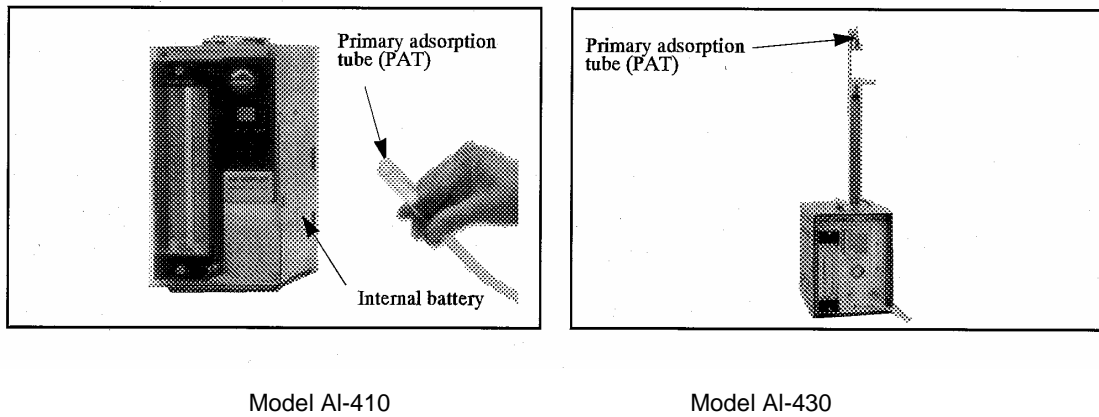 Primary adsorption
tube (PAT)
Internal battery
Primary adsorption
tube (PAT)
Model AI-410
Model AI-430